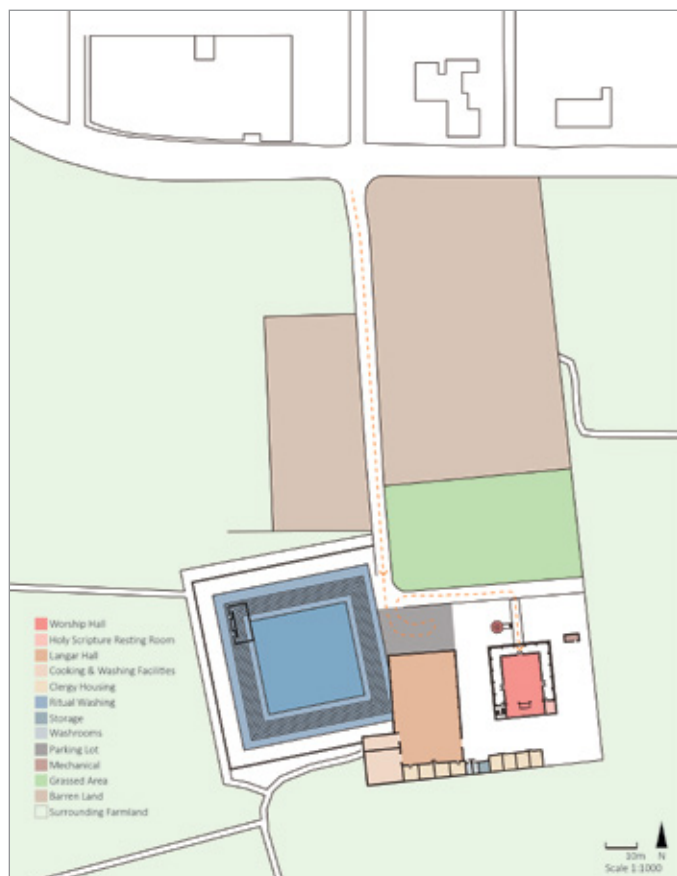 Worship Hall
Holy Scripture Resting Room
Langar Hall
Cooking & Washing Facilities
Clergy Housing
Ritual Washing
Storage
Washrooms
Parking Lot
Mechanical
Grassed Area
Barren Land
Surrounding Farmland
10m N
Scale 1:1000